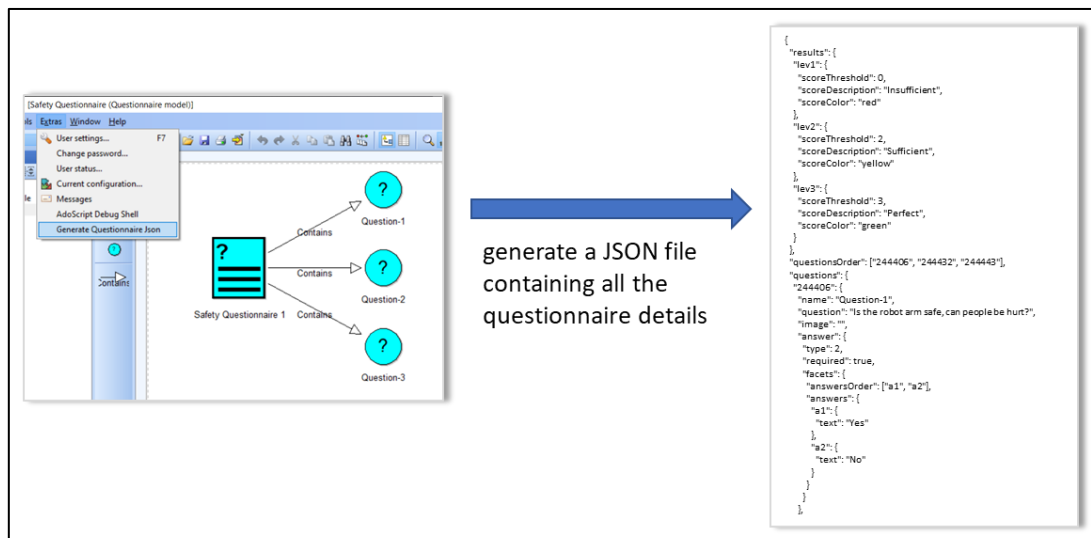 [Safety Questionnaire (Questionnaire model)]
Extras Window Help
User settings... F7
Change password...
User status...
Current configuration...
Messages
AdoScript Debug Shell
Generate Questionnaire Json
?
Contains
?
Safety Questionnaire 1
Contains
Contains
Contains
?
Question-1
?
Question-2
?
Question-3
generate a JSON file
containing all the
questionnaire details
{
"results": {
"lev1": {
"scoreThreshold": 0,
"scoreDescription": "Insufficient",
"scoreColor": "red"
},
"lev2": {
"scoreThreshold": 2,
"scoreDescription": "Sufficient",
"scoreColor": "yellow"
},
"lev3": {
"scoreThreshold": 3,
"scoreDescription": "Perfect",
"scoreColor": "green"
}
},
"questionsOrder": ["244406", "244432", "244443"],
"questions": {
"244406": {
"name": "Question-1",
"question": "Is the robot arm safe, can people be hurt?",
"image": "",
"answer": {
"type": 2,
"required": true,
"facets": {
"answersOrder": ["a1", "a2"],
"answers": {
"a1": {
"text": "Yes"
},
"a2": {
"text": "No"
}
}
}
},